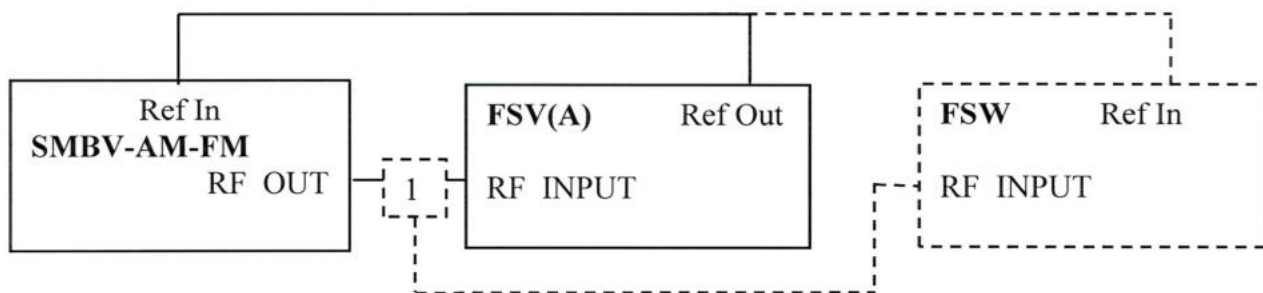 Ref In
SMBV-AM-FM
RF OUT
1
FSV(A) Ref Out
RF INPUT
FSW Ref In
RF INPUT